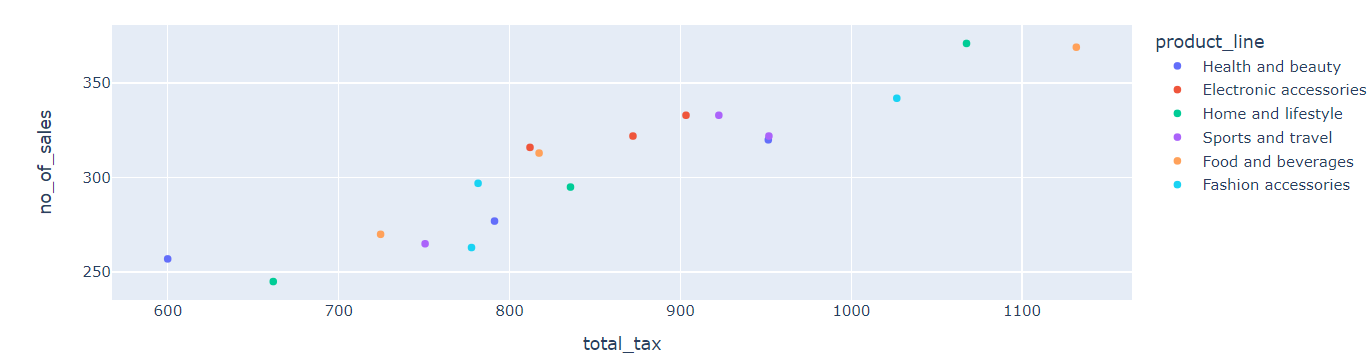 product_line
Health and beauty
Electronic accessories
Home and lifestyle
Sports and travel
Food and beverages
Fashion accessories
no_of_sales
350
300
250
600 700 800 900 1000 1100
total_tax